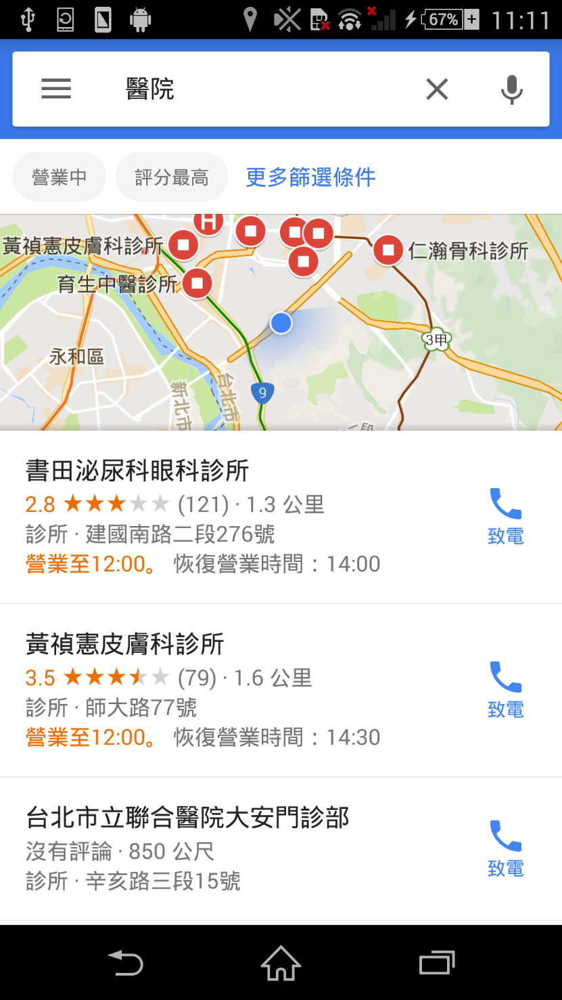 67% 11:11
醫院
營業中 評分最高 更多篩選條件
H
黃禎憲皮膚科診所
仁瀚骨科診所
育生中醫診所
3甲
永和區
台北市
新北市
9
二段
書田泌尿科眼科診所
2.8 (121) · 1.3 公里
診所 · 建國南路二段276號
營業至12:00。 恢復營業時間：14:00
致電
黃禎憲皮膚科診所
3.5 (79) · 1.6 公里
診所 · 師大路77號
營業至12:00。 恢復營業時間：14:30
致電
台北市立聯合醫院大安門診部
沒有評論 · 850 公尺
診所 · 辛亥路三段15號
致電